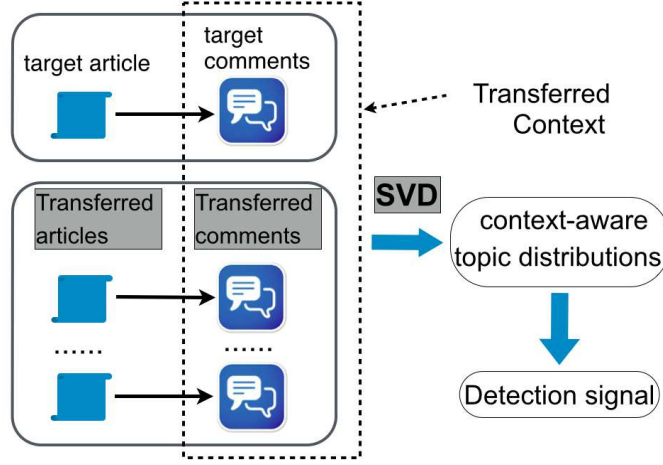 target article
target
comments
Transferred
Context
Transferred
articles
Transferred
comments
......
......
SVD
context-aware
topic distributions
Detection signal